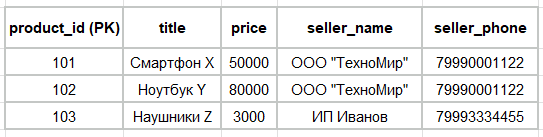 product_id (PK) title price seller_name seller_phone
101 Смартфон X 50000 ООО "ТехноМир" 79990001122
102 Ноутбук Y 80000 ООО "ТехноМир" 79990001122
103 Наушники Z 3000 ИП Иванов 79993334455